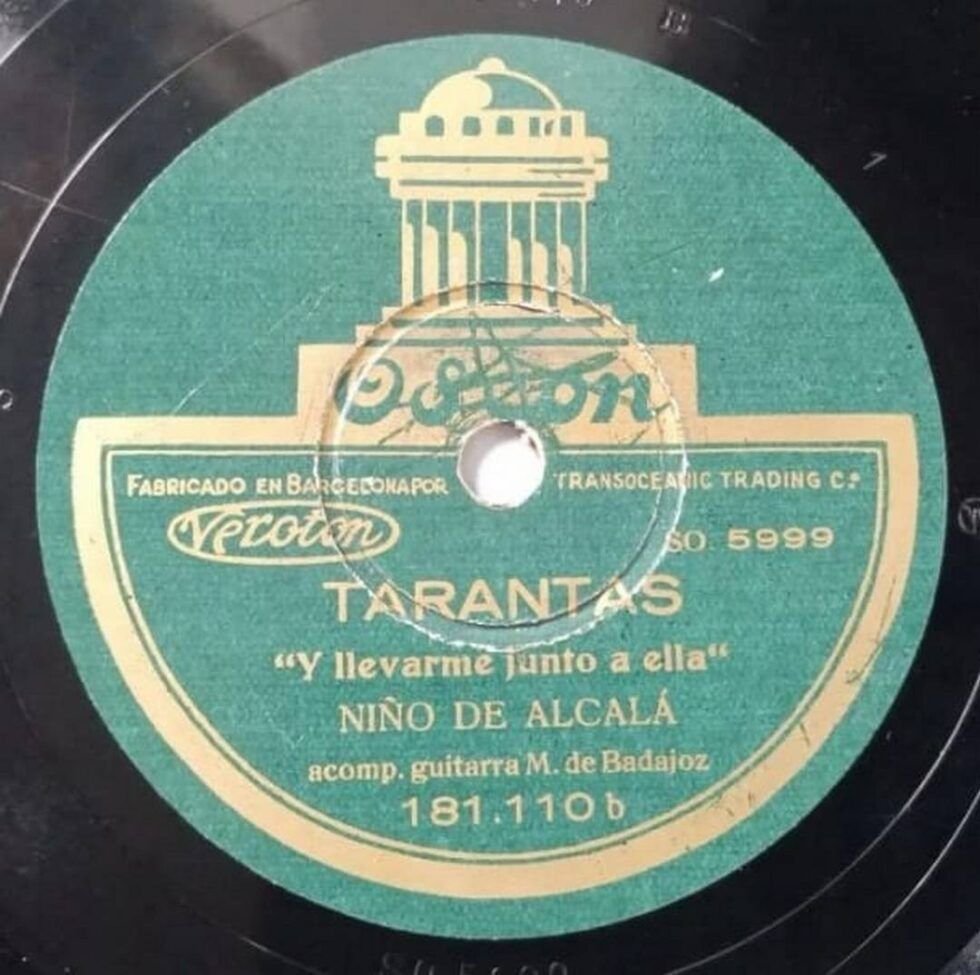 Odeon
FABRICADO EN BARCELONA POR TRANSOCEANIC TRADING Cº
Veroton
SO. 5999
TARANTAS
“Y llevarme junto a ella“
NIÑO DE ALCALÁ
acomp. guitarra M. de Badajoz
181.110 b